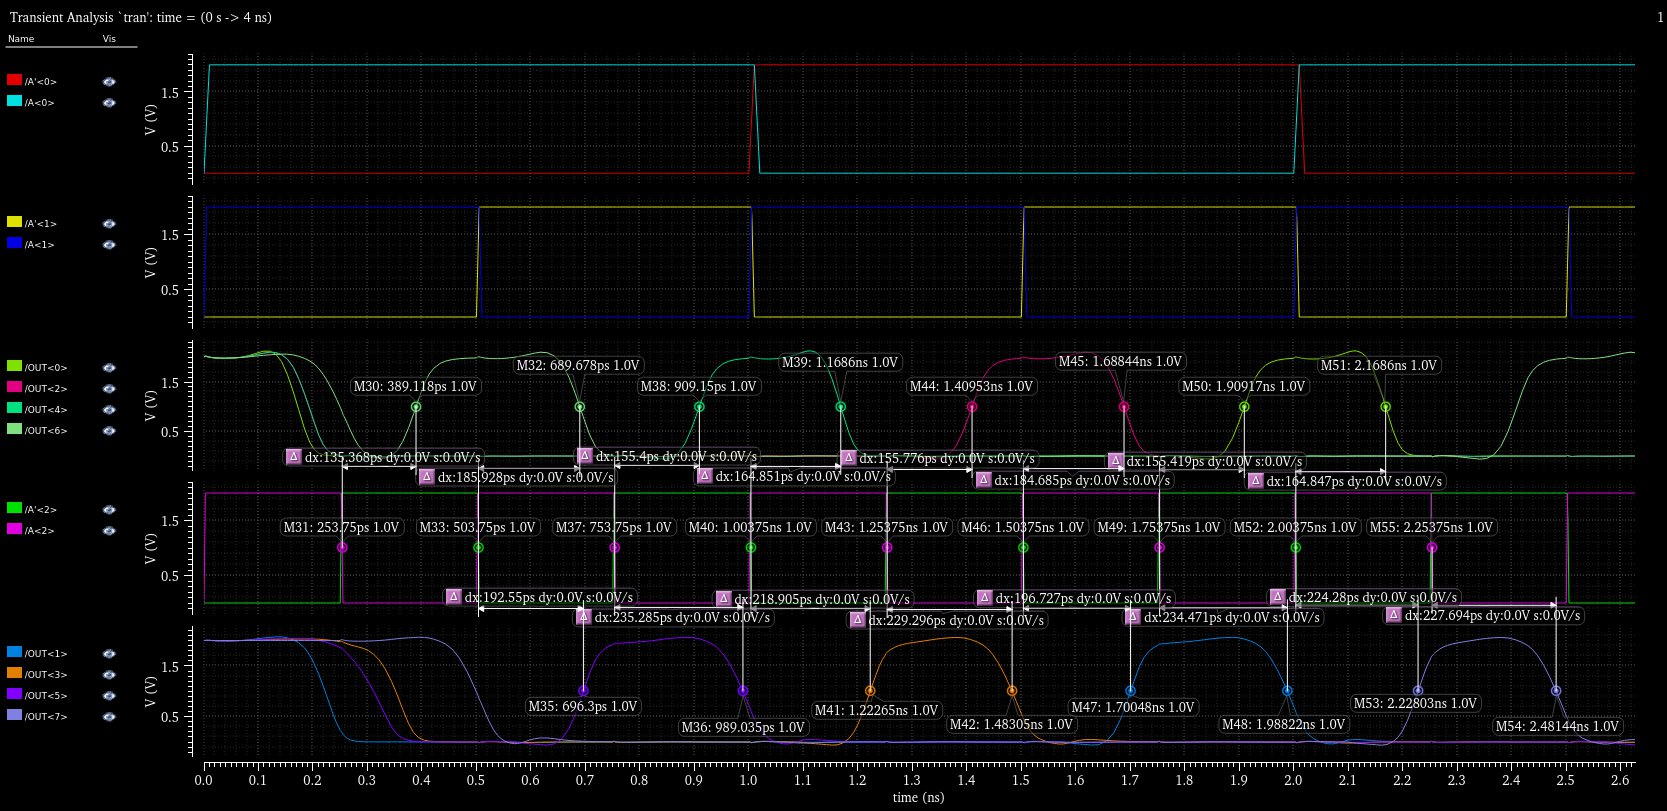 Transient Analysis `tran': time = (0 s -> 4 ns)
1
Name Vis
/A'<0>
/A<0>
V (V)
1.5
0.5
/A'<1>
/A<1>
V (V)
1.5
0.5
/OUT<0>
/OUT<2>
/OUT<4>
/OUT<6>
V (V)
1.5
0.5
M30: 389.118ps 1.0V
M32: 689.678ps 1.0V
M38: 909.15ps 1.0V
M39: 1.1686ns 1.0V
M44: 1.40953ns 1.0V
M45: 1.68844ns 1.0V
M50: 1.90917ns 1.0V
M51: 2.1686ns 1.0V
Δ dx:135.368ps dy:0.0V s:0.0V/s
Δ dx:185.928ps dy:0.0V s:0.0V/s
Δ dx:155.4ps dy:0.0V s:0.0V/s
Δ dx:164.851ps dy:0.0V s:0.0V/s
Δ dx:155.776ps dy:0.0V s:0.0V/s
Δ dx:184.685ps dy:0.0V s:0.0V/s
Δ dx:155.419ps dy:0.0V s:0.0V/s
Δ dx:164.847ps dy:0.0V s:0.0V/s
/A'<2>
/A<2>
V (V)
1.5
0.5
M31: 253.75ps 1.0V
M33: 503.75ps 1.0V
M37: 753.75ps 1.0V
M40: 1.00375ns 1.0V
M43: 1.25375ns 1.0V
M46: 1.50375ns 1.0V
M49: 1.75375ns 1.0V
M52: 2.00375ns 1.0V
M55: 2.25375ns 1.0V
Δ dx:192.55ps dy:0.0V s:0.0V/s
Δ dx:235.285ps dy:0.0V s:0.0V/s
Δ dx:218.905ps dy:0.0V s:0.0V/s
Δ dx:229.296ps dy:0.0V s:0.0V/s
Δ dx:196.727ps dy:0.0V s:0.0V/s
Δ dx:234.471ps dy:0.0V s:0.0V/s
Δ dx:224.28ps dy:0.0V s:0.0V/s
Δ dx:227.694ps dy:0.0V s:0.0V/s
/OUT<1>
/OUT<3>
/OUT<5>
/OUT<7>
V (V)
1.5
0.5
M35: 696.3ps 1.0V
M36: 989.035ps 1.0V
M41: 1.22265ns 1.0V
M42: 1.48305ns 1.0V
M47: 1.70048ns 1.0V
M48: 1.98822ns 1.0V
M53: 2.22803ns 1.0V
M54: 2.48144ns 1.0V
0.0 0.1 0.2 0.3 0.4 0.5 0.6 0.7 0.8 0.9 1.0 1.1 1.2 1.3 1.4 1.5 1.6 1.7 1.8 1.9 2.0 2.1 2.2 2.3 2.4 2.5 2.6
time (ns)